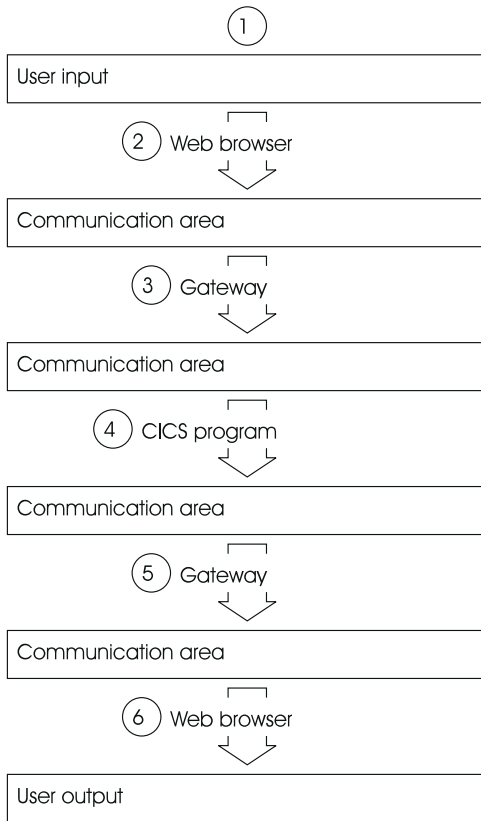 1
User input
2 Web browser
Communication area
3 Gateway
Communication area
4 CICS program
Communication area
5 Gateway
Communication area
6 Web browser
User output